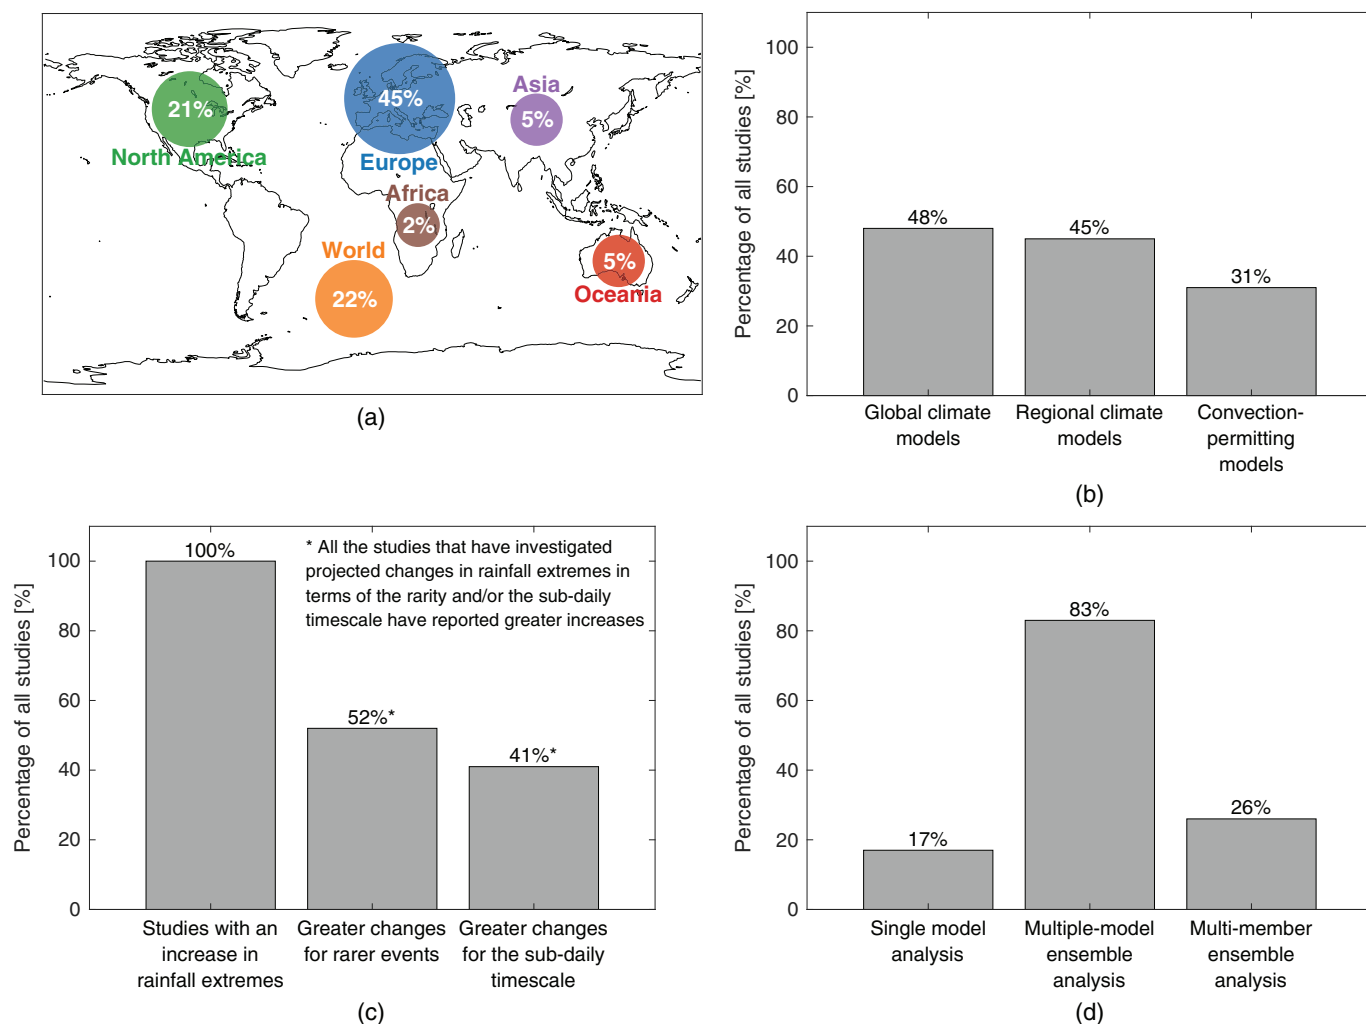 21%
North America
45%
Europe
Asia
5%
Africa
2%
World
22%
5%
Oceania
(a)
Percentage of all studies [%]
100
80
60
40
20
0
48%
45%
31%
Global climate
models
Regional climate
models
Convection-
permitting
models
(b)
Percentage of all studies [%]
100
80
60
40
20
0
100%
52%*
41%*
* All the studies that have investigated
projected changes in rainfall extremes in
terms of the rarity and/or the sub-daily
timescale have reported greater increases
Studies with an
increase in
rainfall extremes
Greater changes
for rarer events
Greater changes
for the sub-daily
timescale
(c)
Percentage of all studies [%]
100
80
60
40
20
0
17%
83%
26%
Single model
analysis
Multiple-model
ensemble
analysis
Multi-member
ensemble
analysis
(d)